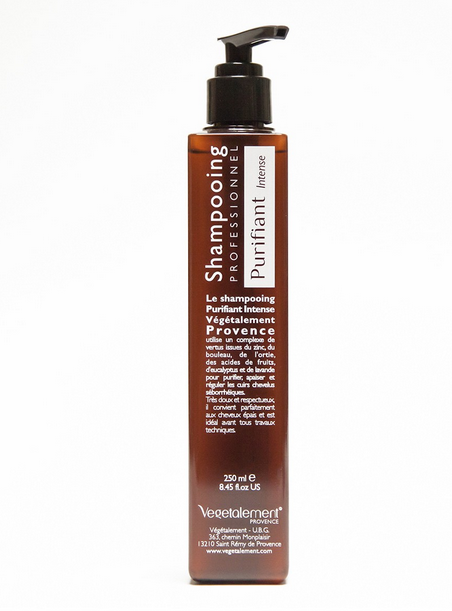 Shampooing
PROFESSIONNEL
Purifiant Intense
Le shampooing
Purifiant Intense
Végétalement
Provence
utilise un complexe de
vertus issues du zinc, du
bouleau, de l'ortie,
des acides de fruits,
d'eucalyptus et de lavande
pour purifier, apaiser et
réguler les cuirs chevelus
séborrhéiques.
Très doux et respectueux,
il convient parfaitement
aux cheveux épais et est
idéal avant tous travaux
techniques.
250 ml ℮
8.45 fl.oz US
Vegetalement®
PROVENCE
Végétalement - U.B.G.
363, chemin Monplaisir
13210 Saint Rémy de Provence
www.vegetalement.com